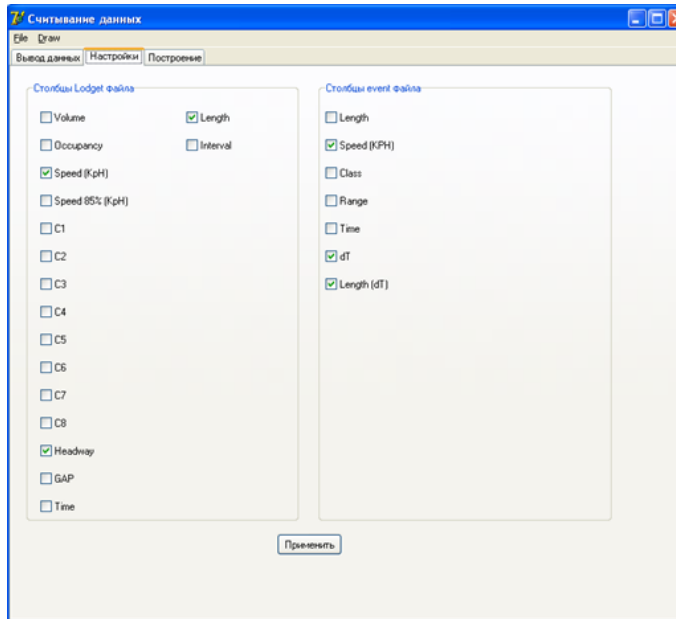 Считывание данных
File Draw
Вывод данных Настройки Построение
Столбцы Lodget файла
Volume
Occupancy
Speed (KpH)
Speed 85% (KpH)
C1
C2
C3
C4
C5
C6
C7
C8
Headway
GAP
Time
Length
Interval
Столбцы event файла
Length
Speed (KPH)
Class
Range
Time
dT
Length (dT)
Применить